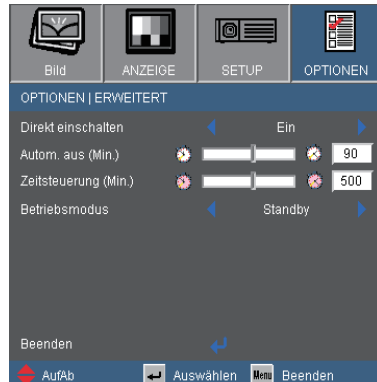 Bild ANZEIGE SETUP OPTIONEN
OPTIONEN | ERWEITERT
Direkt einschalten Ein
Autom. aus (Min.) 90
Zeitsteuerung (Min.) 500
Betriebsmodus Standby
Beenden
AufAb Auswählen Menu Beenden